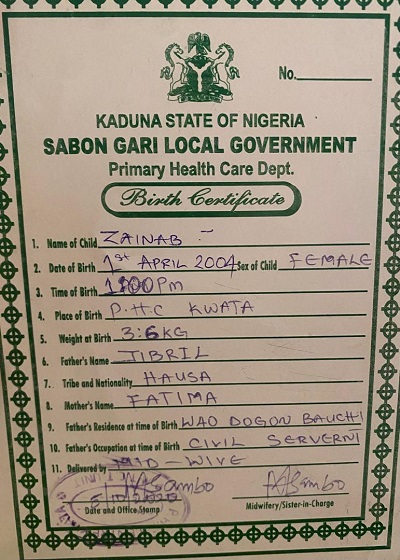 No.
KADUNA STATE OF NIGERIA
SABON GARI LOCAL GOVERNMENT
Primary Health Care Dept.
Birth Certificate
1. Name of Child ZAINAB -
2. Date of Birth 1st APRIL 2004 Sex of Child FEMALE
3. Time of Birth Pm
4. Place of Birth P.H.C KWATA
5. Weight at Birth 3.6KG
6. Father's Name JIBRIL
7. Tribe and Nationality HAUSA
8. Mother's Name FATIMA
9. Father's Residence at time of Birth LAYO DOGON BAUCHI
10. Father's Occupation at time of Birth CIVIL SERVERNT
11. Delivered by MID-WIVE
Date and Office Stamp
Midwifery/Sister-in-Charge